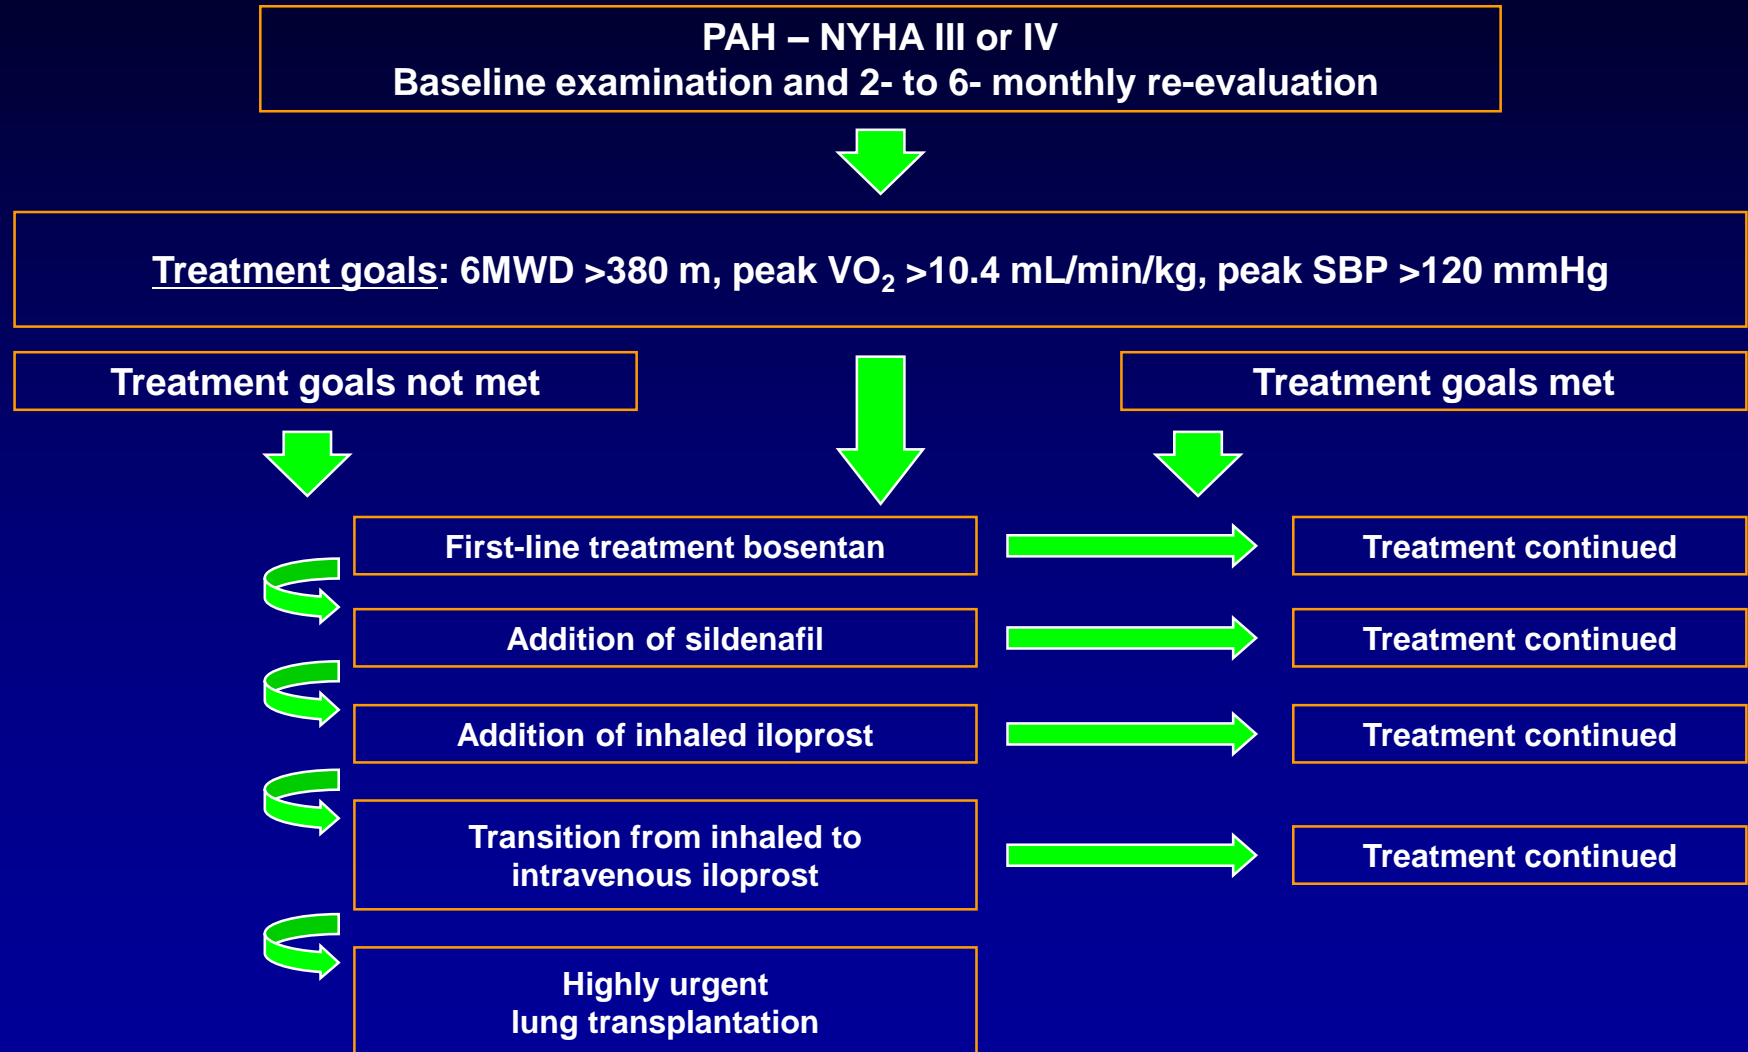 PAH – NYHA III or IV
Baseline examination and 2- to 6- monthly re-evaluation
Treatment goals: 6MWD >380 m, peak VO₂ >10.4 mL/min/kg, peak SBP >120 mmHg
Treatment goals not met
Treatment goals met
First-line treatment bosentan
Treatment continued
Addition of sildenafil
Treatment continued
Addition of inhaled iloprost
Treatment continued
Transition from inhaled to
intravenous iloprost
Treatment continued
Highly urgent
lung transplantation